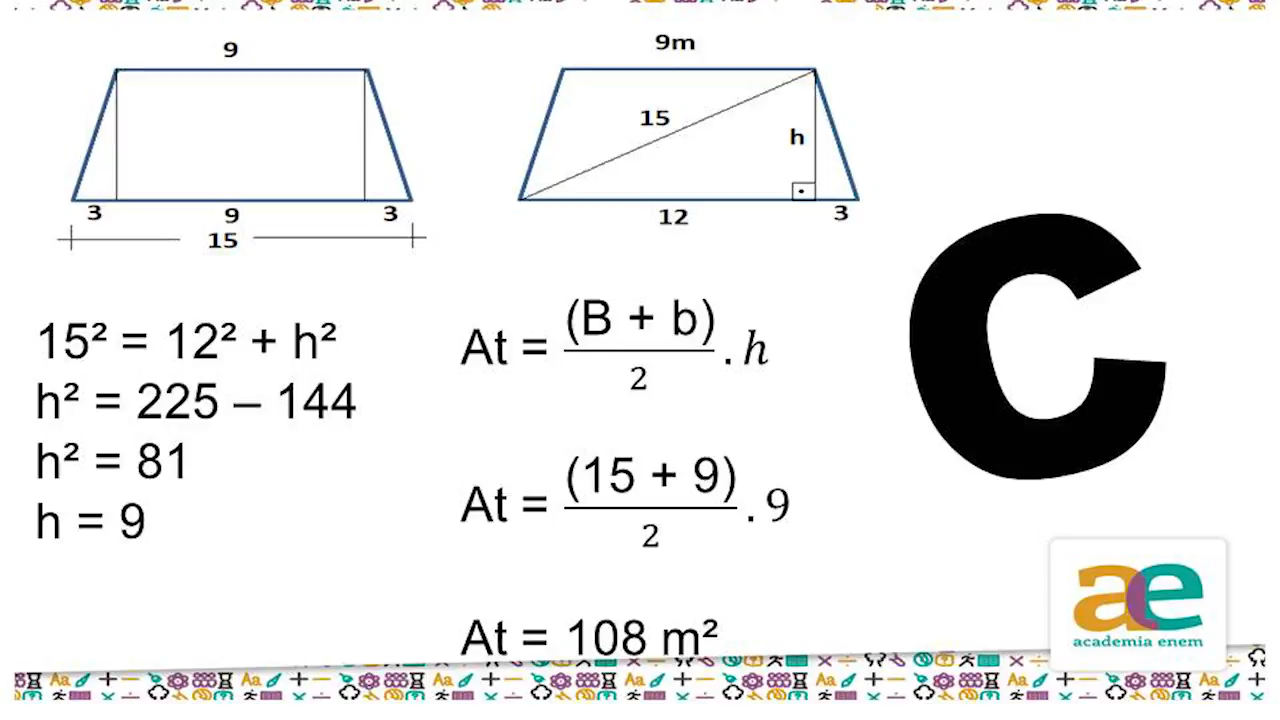 9
3
9
3
15
9m
15
h
12
3
15² = 12² + h²
h² = 225 – 144
h² = 81
h = 9
At = (B + b)/2 . h
At = (15 + 9)/2 . 9
At = 108 m²
C
ae
academia enem